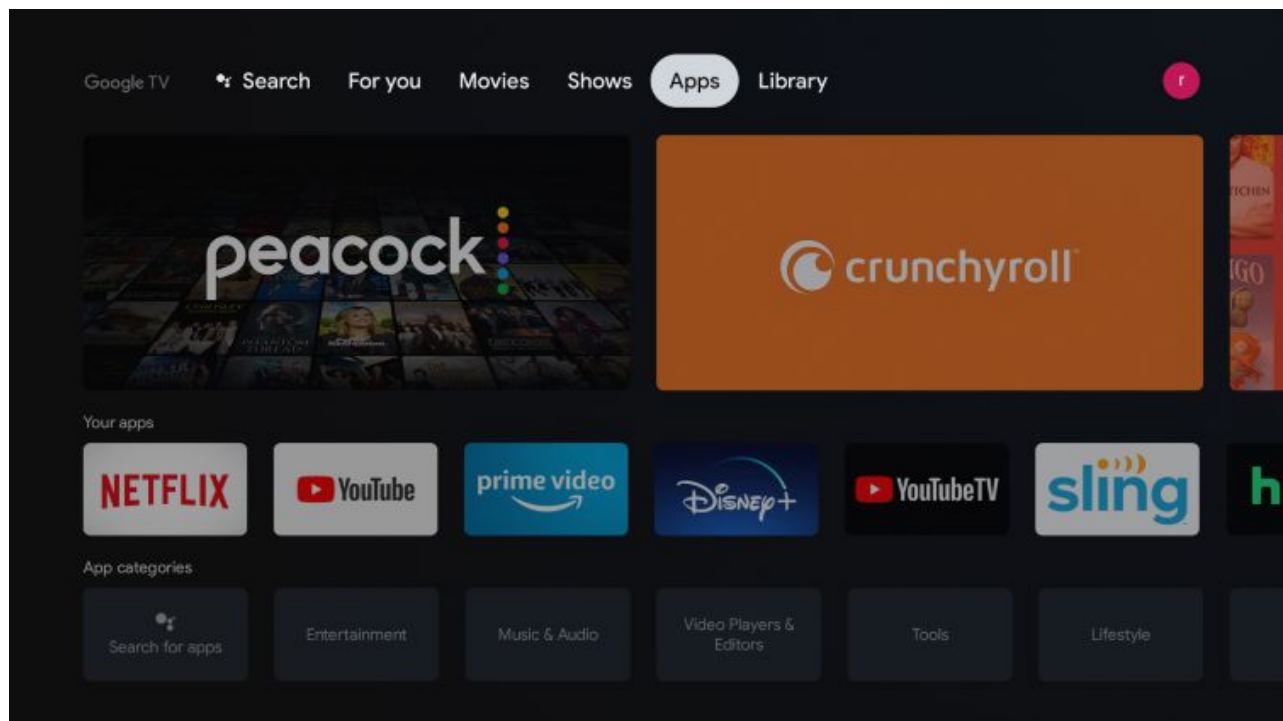 Google TV
Search
For you
Movies
Shows
Apps
Library
r
peacock
crunchyroll
Your apps
NETFLIX
YouTube
prime video
Disney+
YouTubeTV
sling
h
App categories
Search for apps
Entertainment
Music & Audio
Video Players &
Editors
Tools
Lifestyle